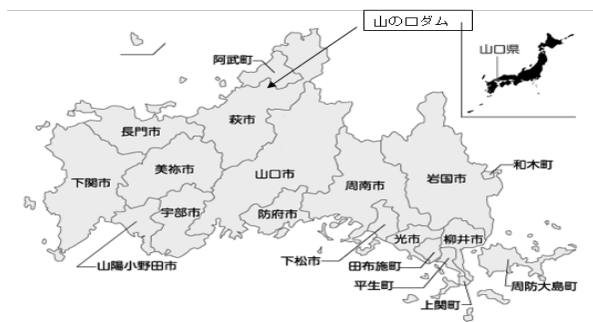 山の口ダム
山口県
阿武町
萩市
長門市
美祢市
下関市
山口市
周南市
岩国市
和木町
宇部市
防府市
山陽小野田市
下松市
光市
柳井市
田布施町
平生町
上関町
周防大島町